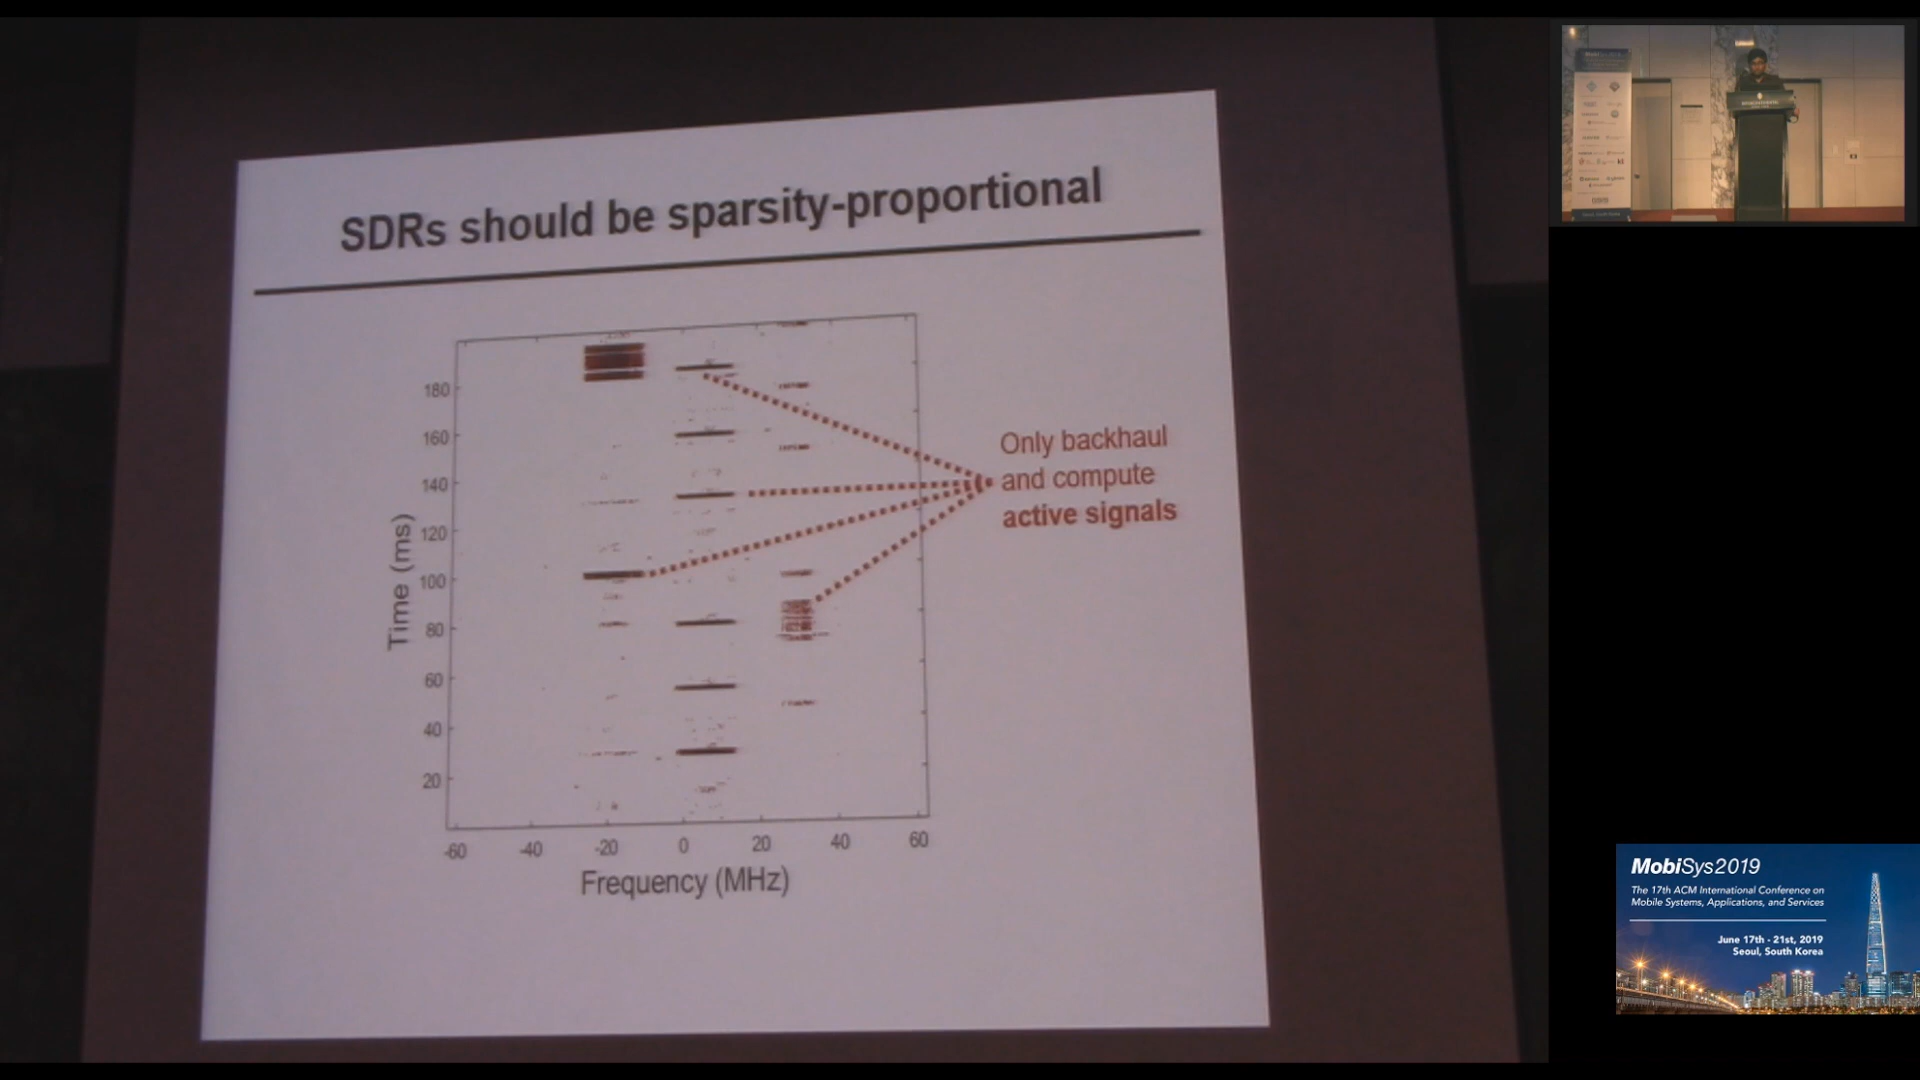 SDRs should be sparsity-proportional
180
160
140
120
100
80
60
40
20
Time (ms)
-60
-40
-20
0
20
40
60
Frequency (MHz)
Only backhaul
and compute
active signals
MobiSys2019
The 17th ACM International Conference on
Mobile Systems, Applications, and Services
June 17th - 21st, 2019
Seoul, South Korea